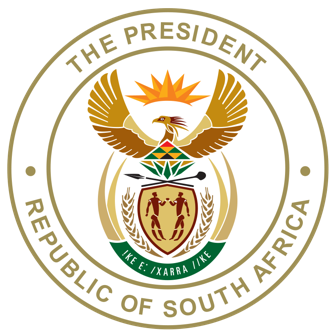 THE PRESIDENT
!KE E: /XARRA //KE
REPUBLIC OF SOUTH AFRICA